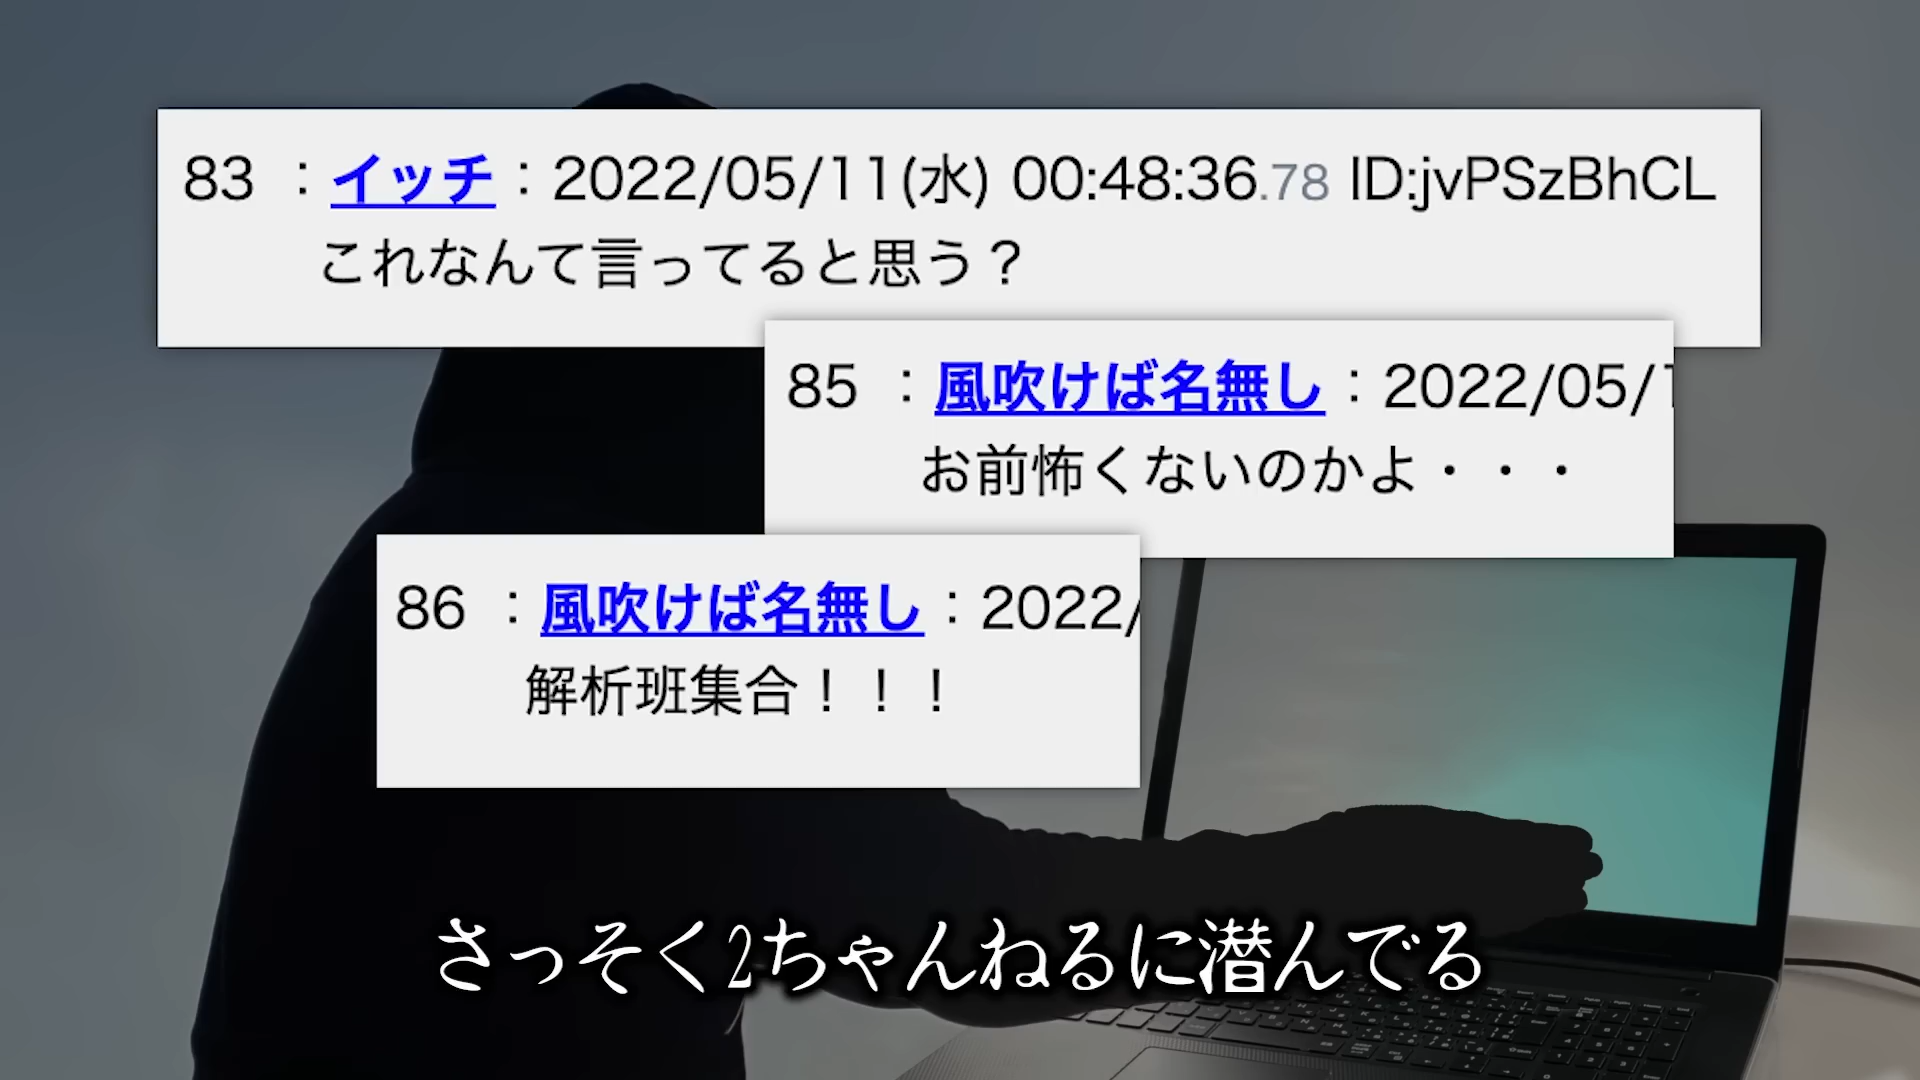 83 ：イッチ：2022/05/11(水) 00:48:36.78 ID:jvPSzBhCL
これなんて言ってると思う？
85 ：風吹けば名無し：2022/05/
お前怖くないのかよ・・・
86 ：風吹けば名無し：2022/
解析班集合！！！
さっそく2ちゃんねるに潜んでる